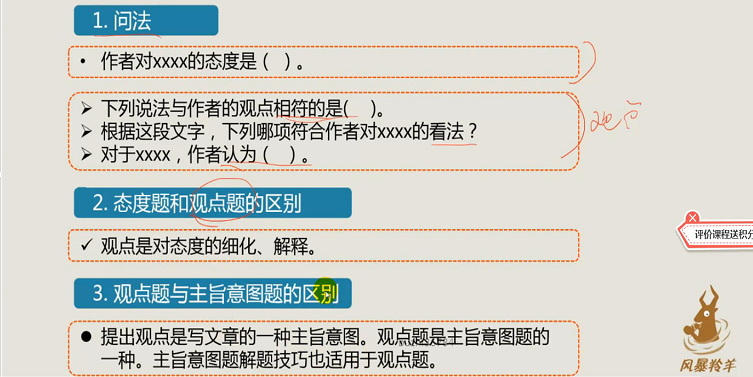 1. 问法
• 作者对xxxx的态度是（ ）。
➢ 下列说法与作者的观点相符的是( )。
➢ 根据这段文字，下列哪项符合作者对xxxx的看法？
➢ 对于xxxx，作者认为（ ）。
观点
2. 态度题和观点题的区别
✓ 观点是对态度的细化、解释。
评价课程送积分
3. 观点题与主旨意图题的区别
● 提出观点是写文章的一种主旨意图。观点题是主旨意图题的
一种。主旨意图题解题技巧也适用于观点题。
风暴羚羊